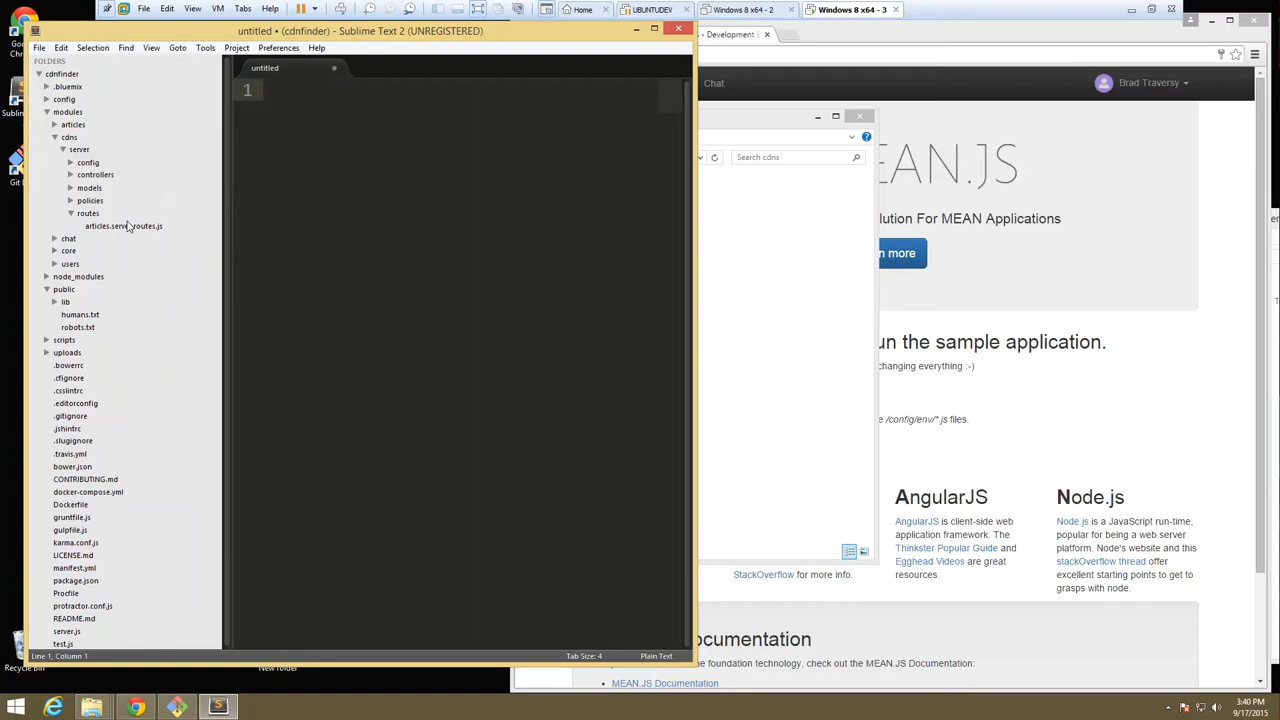 File Edit View VM Tabs Help Home UBUNTUDEV Windows 8 x64 - 2 Windows 8 x64 - 3
untitled • (cdnfinder) - Sublime Text 2 (UNREGISTERED)
- Development
File Edit Selection Find View Goto Tools Project Preferences Help
FOLDERS
untitled
cdnfinder
.bluemix
config
modules
articles
cdns
server
config
controllers
models
policies
routes
articles.serv routes.js
chat
core
users
node_modules
public
lib
humans.txt
robots.txt
scripts
uploads
.bowerrc
.cfignore
.csslintrc
.editorconfig
.gitignore
.jshintrc
.slugignore
.travis.yml
bower.json
CONTRIBUTING.md
docker-compose.yml
Dockerfile
gruntfile.js
gulpfile.js
karma.conf.js
LICENSE.md
manifest.yml
package.json
Procfile
protractor.conf.js
README.md
server.js
test.js
1
Line 1, Column 1 Tab Size: 4 Plain Text
Chat Brad Traversy
Search cdns
EAN.JS
lution For MEAN Applications
n more
un the sample application.
changing everything :-)
/config/env/*.js files.
AngularJS
AngularJS is client-side web
application framework. The
Thinkster Popular Guide and
Egghead Videos are great
resources.
Node.js
Node.js is a JavaScript run-time,
popular for being a web server
platform. Node's website and this
stackOverflow thread offer
excellent starting points to get to
grasps with node.
StackOverflow for more info.
ocumentation
e foundation technology, check out the MEAN.JS Documentation:
• MEAN.JS Documentation
Recycle Bin
New folder
3:40 PM
9/17/2015